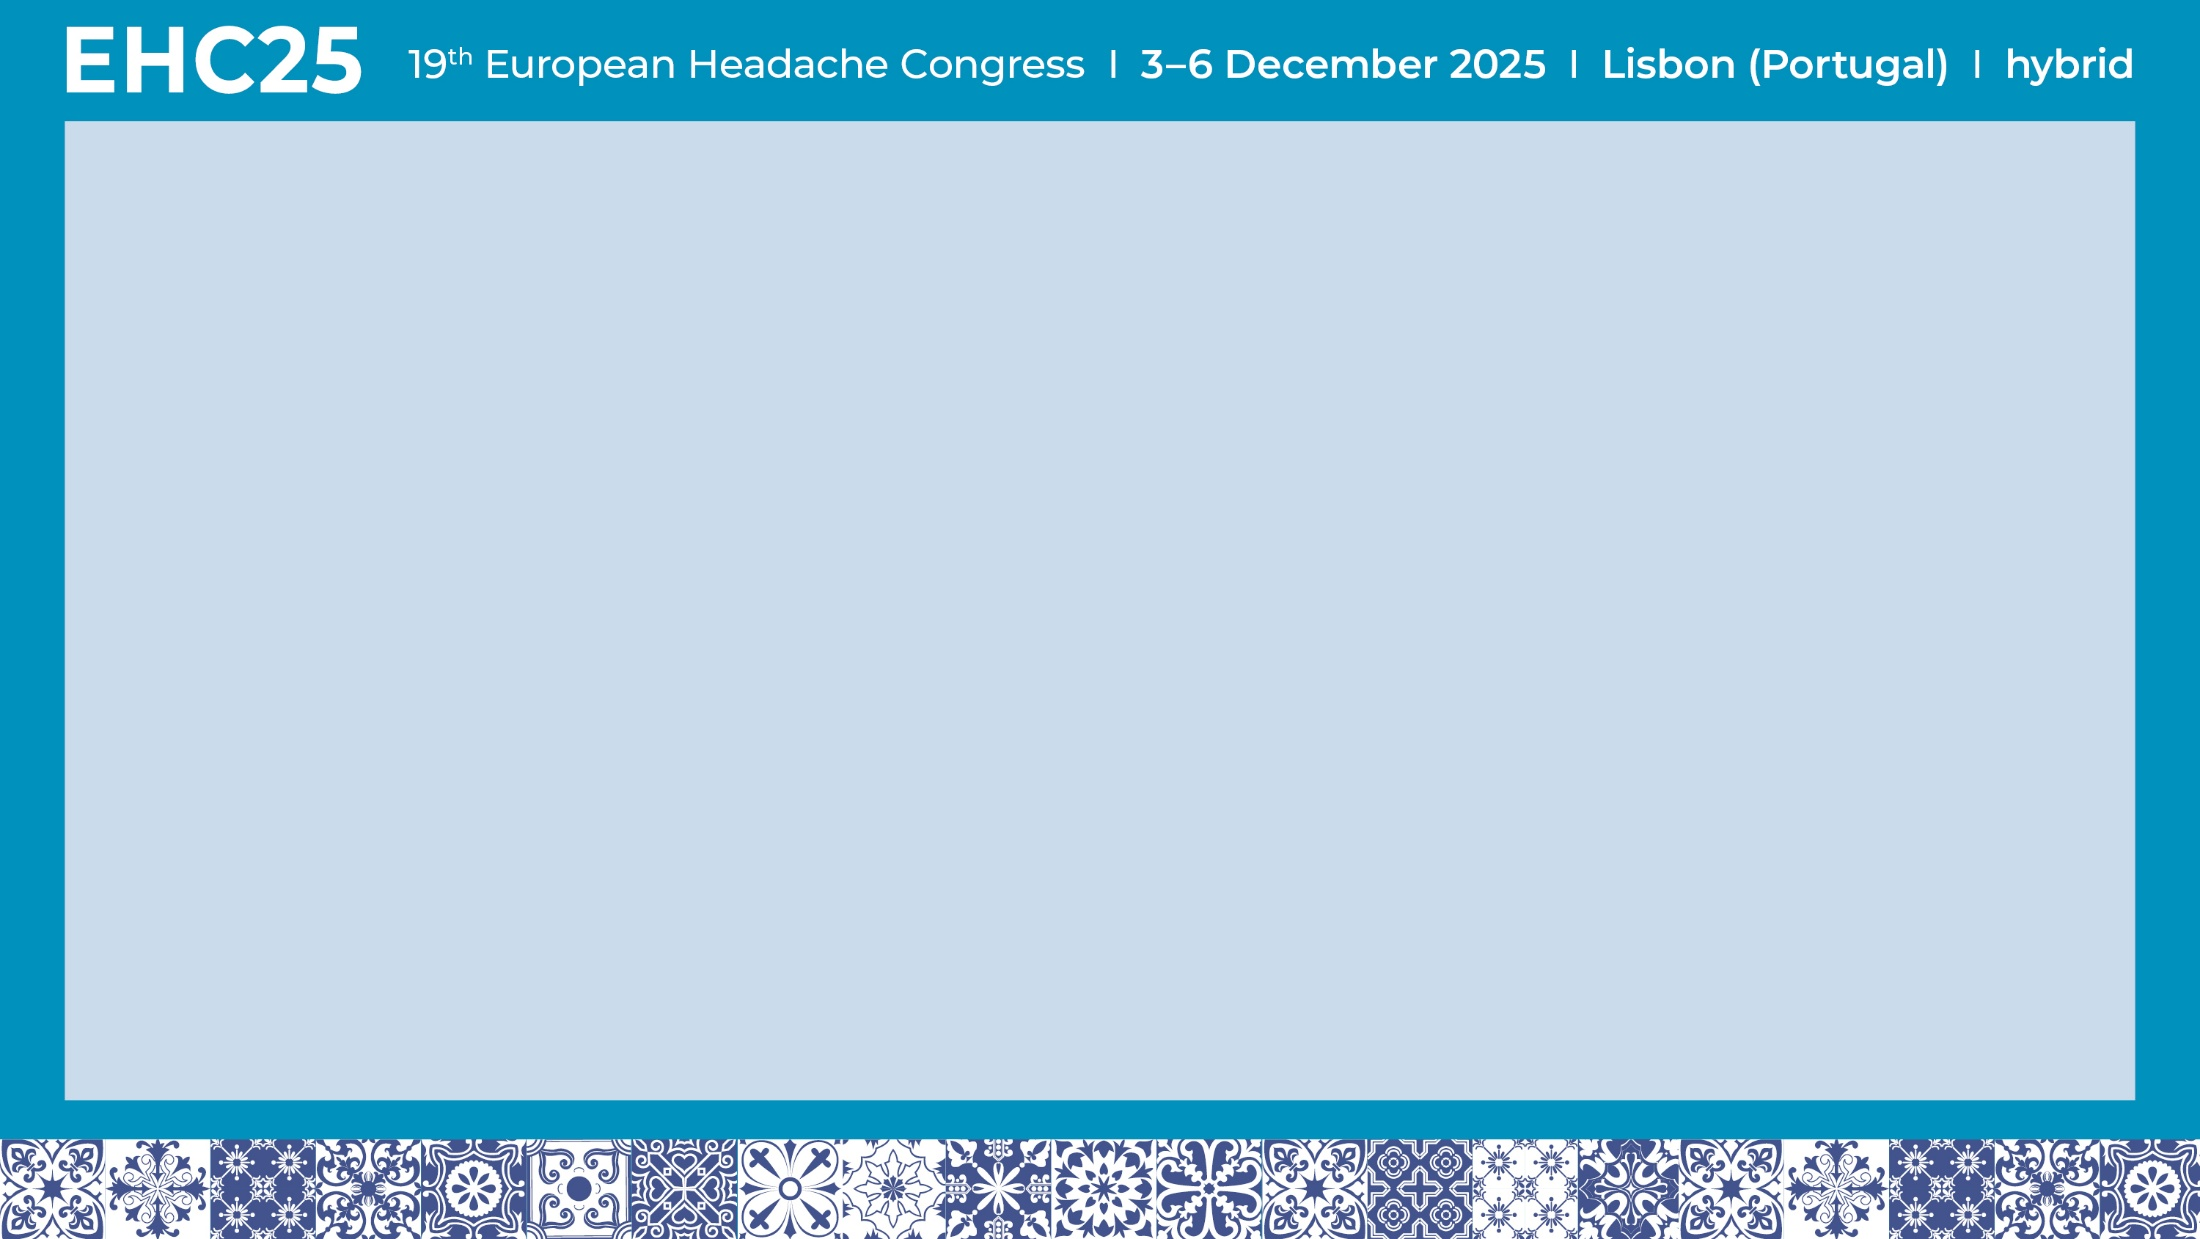 EHC25 19th European Headache Congress I 3–6 December 2025 I Lisbon (Portugal) I hybrid